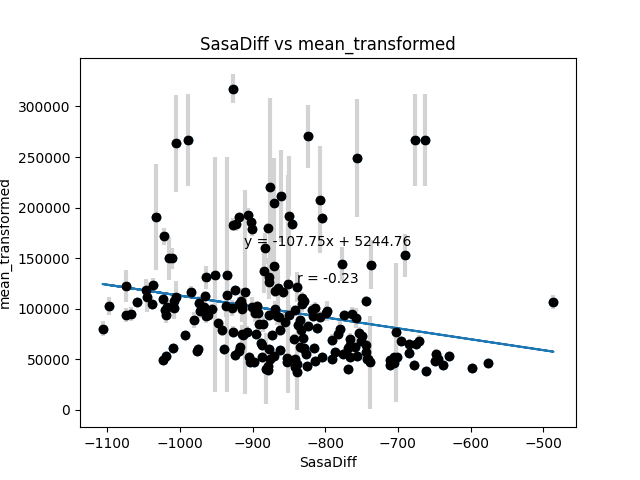 SasaDiff vs mean_transformed
300000
250000
200000
150000
100000
50000
0
mean_transformed
y = -107.75x + 5244.76
r = -0.23
−1100 −1000 −900 −800 −700 −600 −500
SasaDiff